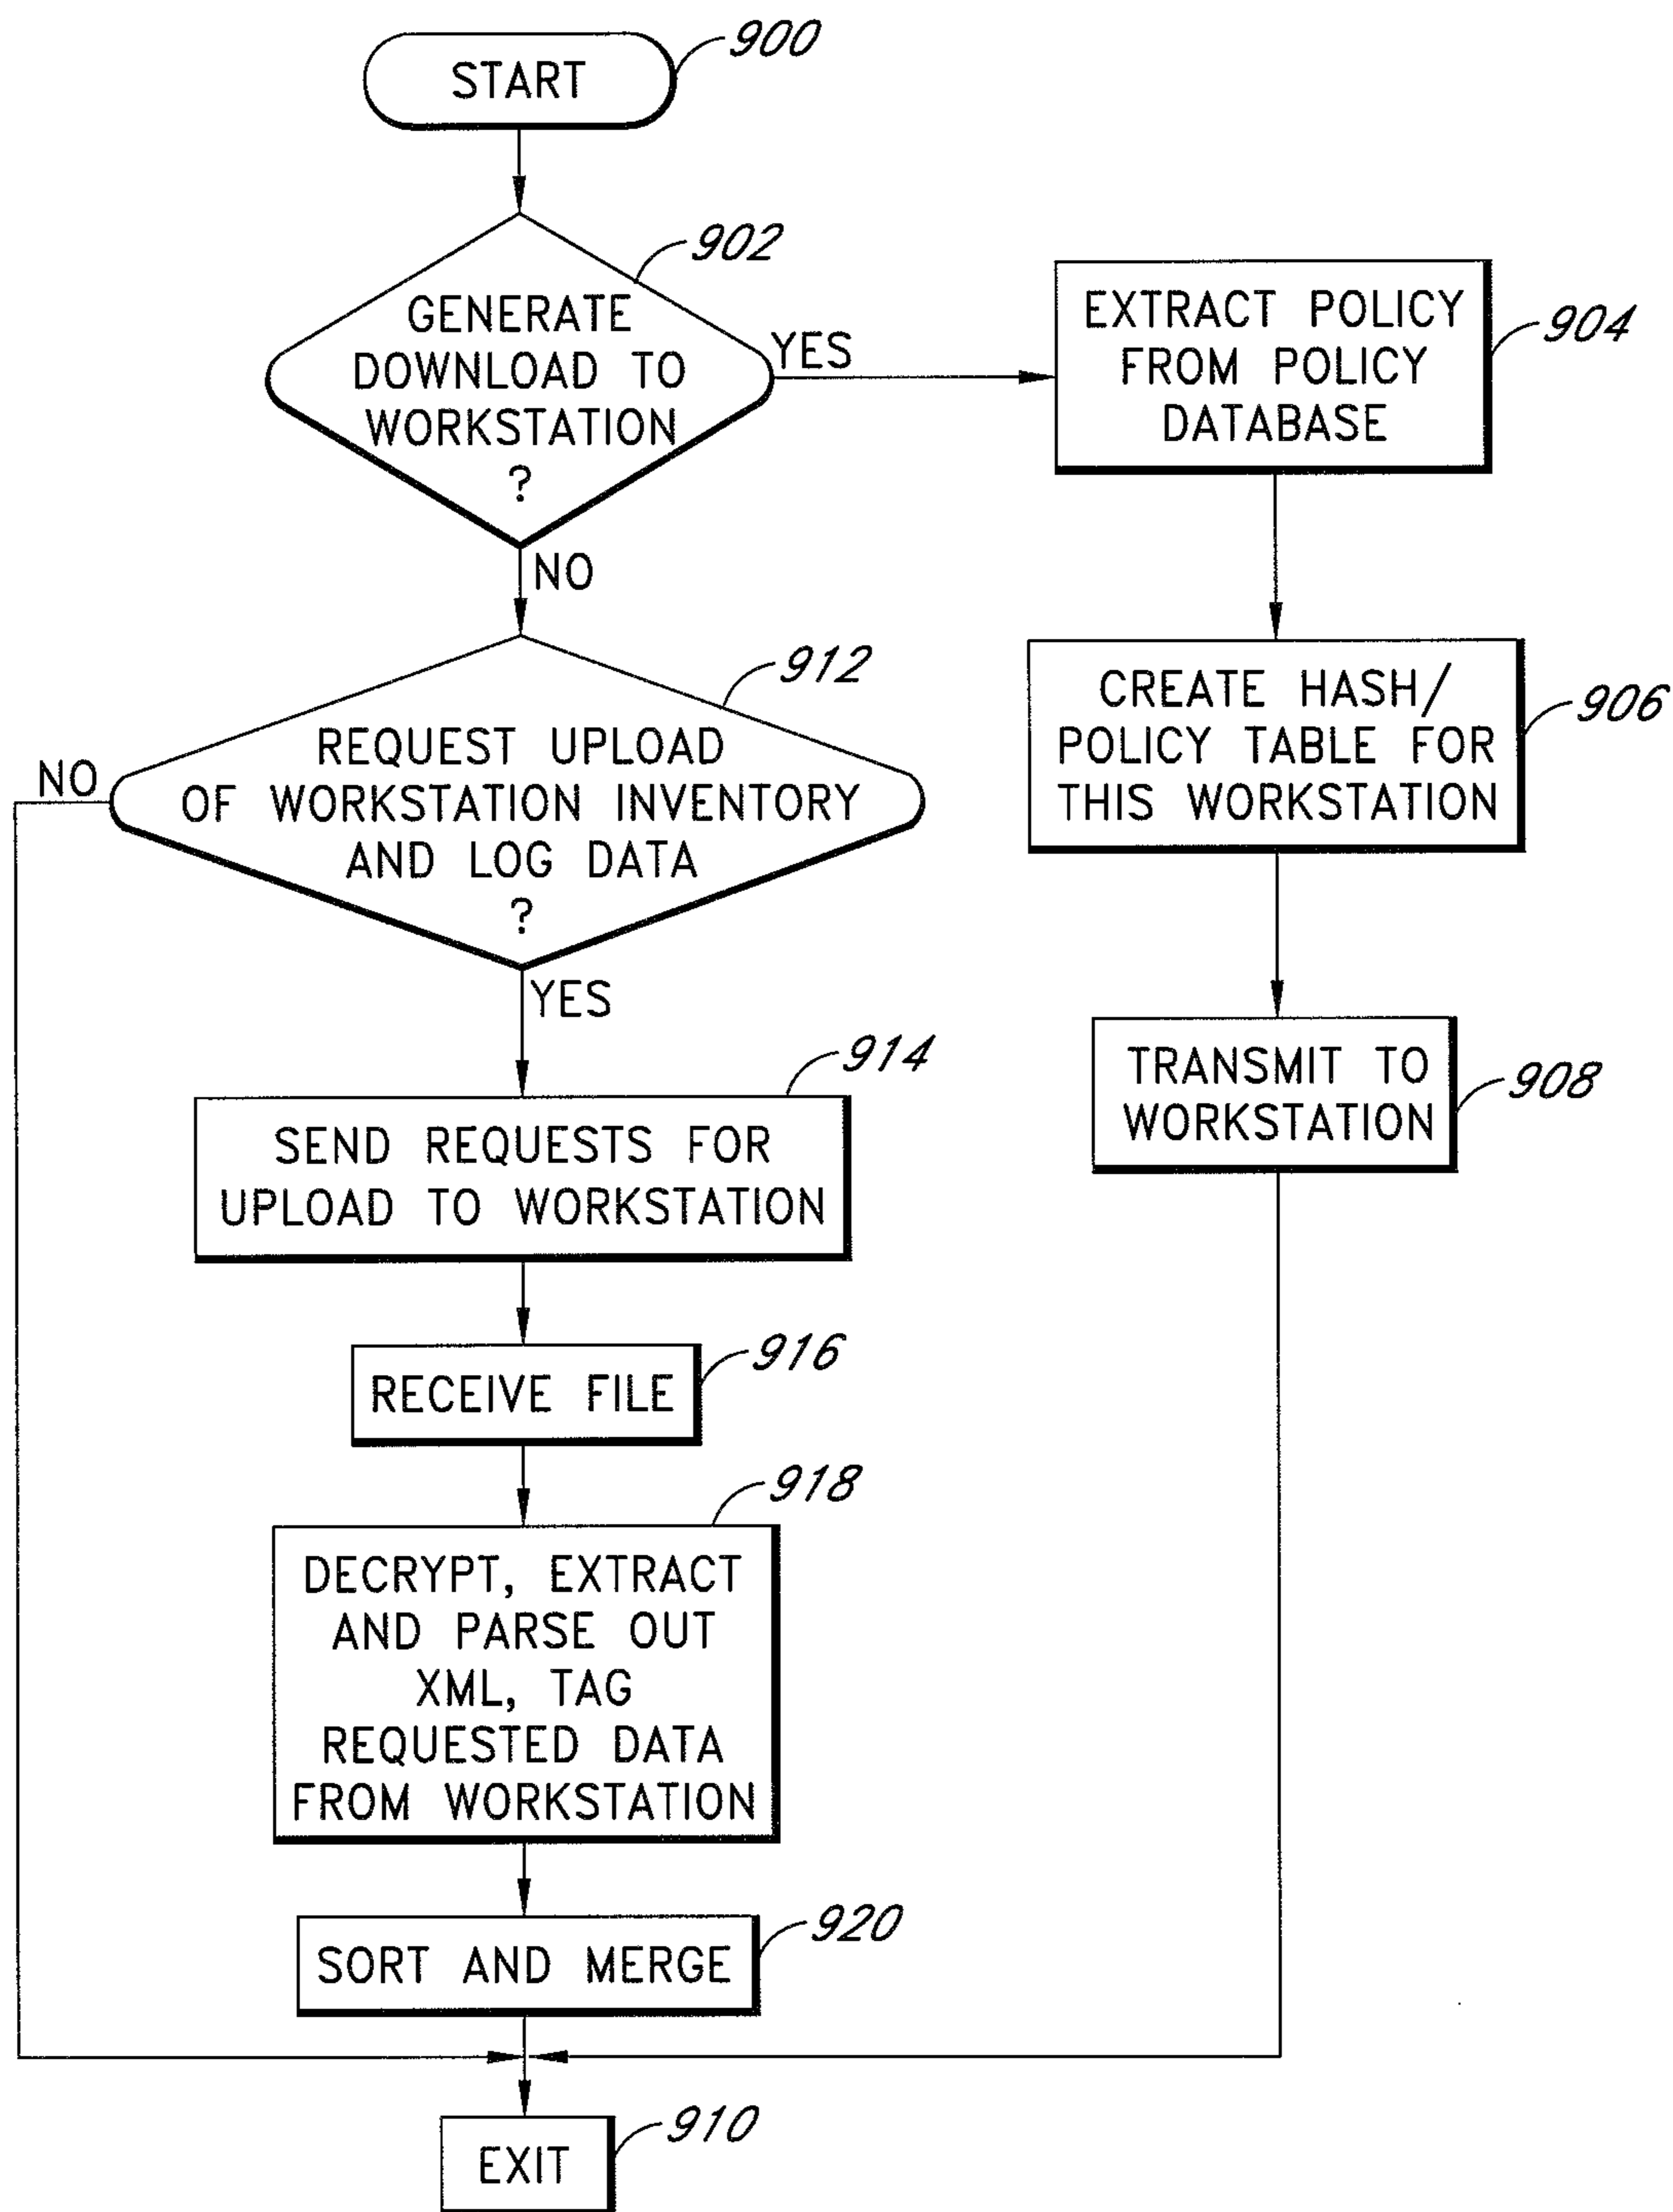 START
900
GENERATE
DOWNLOAD TO
WORKSTATION
?
902
YES
EXTRACT POLICY
FROM POLICY
DATABASE
904
NO
CREATE HASH/
POLICY TABLE FOR
THIS WORKSTATION
906
TRANSMIT TO
WORKSTATION
908
REQUEST UPLOAD
OF WORKSTATION INVENTORY
AND LOG DATA
?
912
NO
YES
SEND REQUESTS FOR
UPLOAD TO WORKSTATION
914
RECEIVE FILE
916
DECRYPT, EXTRACT
AND PARSE OUT
XML, TAG
REQUESTED DATA
FROM WORKSTATION
918
SORT AND MERGE
920
EXIT
910